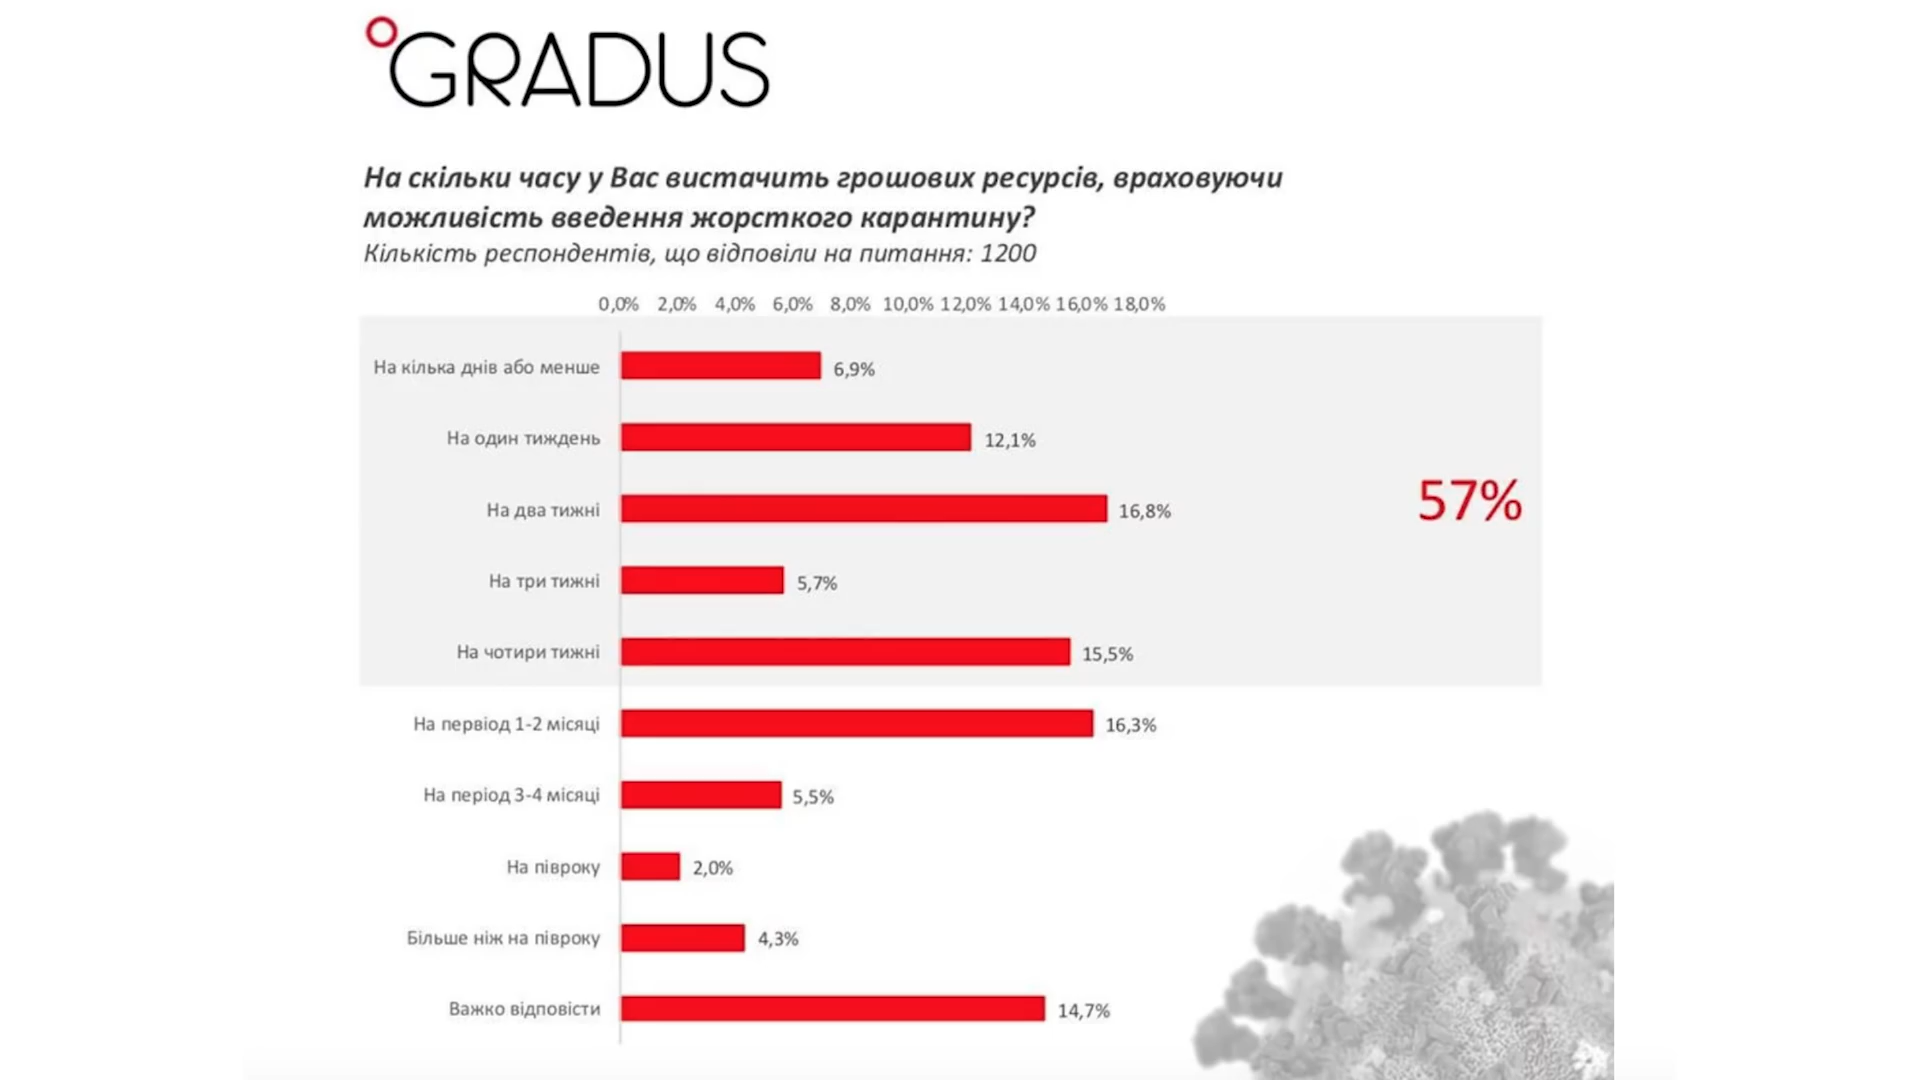 °GRADUS
На скільки часу у Вас вистачить грошових ресурсів, враховуючи
можливість введення жорсткого карантину?
Кількість респондентів, що відповіли на питання: 1200
0,0% 2,0% 4,0% 6,0% 8,0% 10,0% 12,0% 14,0% 16,0% 18,0%
На кілька днів або менше 6,9%
На один тиждень 12,1%
На два тижні 16,8%
57%
На три тижні 5,7%
На чотири тижні 15,5%
На первіод 1-2 місяці 16,3%
На період 3-4 місяці 5,5%
На півроку 2,0%
Більше ніж на півроку 4,3%
Важко відповісти 14,7%